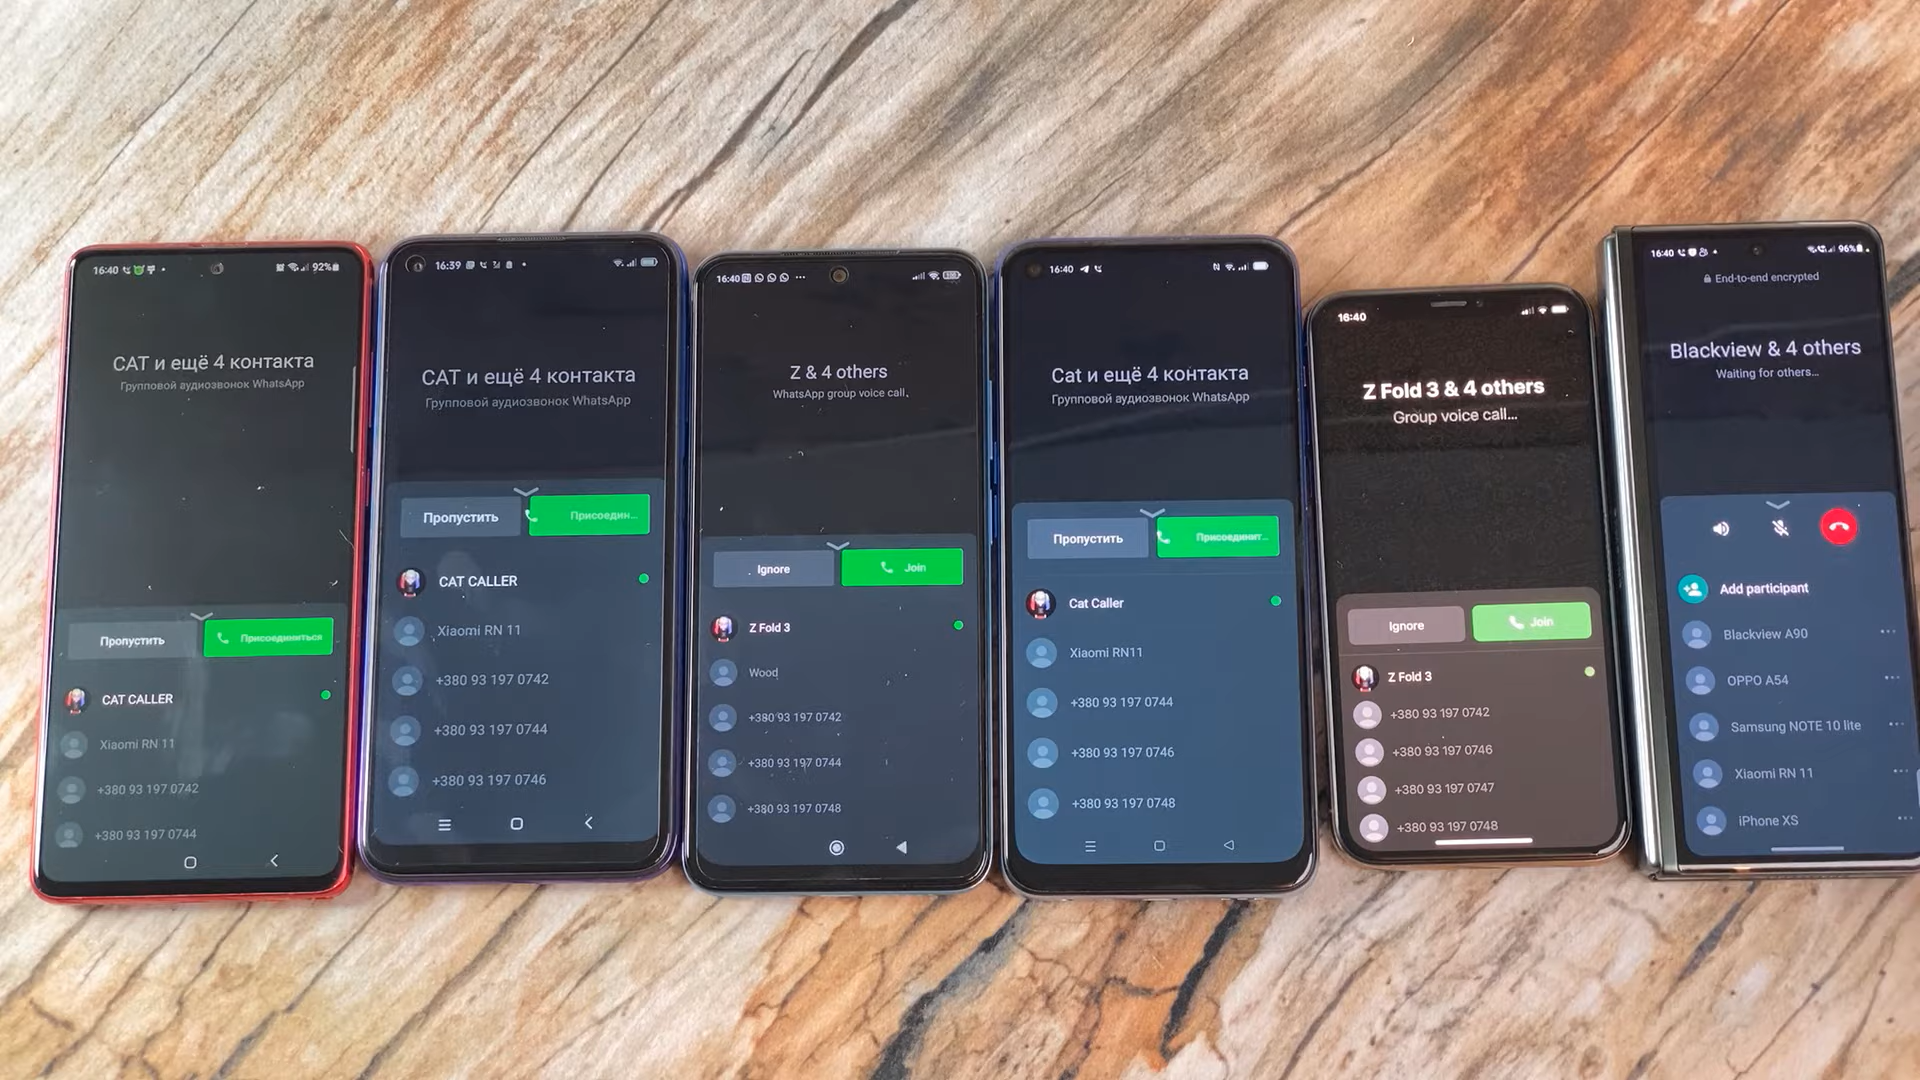 16:40
92%
САТ и ещё 4 контакта
Групповой аудиозвонок WhatsApp
Пропустить
Присоединиться
CAT CALLER
Xiaomi RN 11
+380 93 197 0742
+380 93 197 0744
16:39
САТ и ещё 4 контакта
Групповой аудиозвонок WhatsApp
Пропустить
Присоедин...
CAT CALLER
Xiaomi RN 11
+380 93 197 0742
+380 93 197 0744
+380 93 197 0746
16:40
Z & 4 others
WhatsApp group voice call
Ignore
Join
Z Fold 3
Wood
+380 93 197 0742
+380 93 197 0744
+380 93 197 0748
16:40
Cat и ещё 4 контакта
Групповой аудиозвонок WhatsApp
Пропустить
Присоединит...
Cat Caller
Xiaomi RN11
+380 93 197 0744
+380 93 197 0746
+380 93 197 0748
16:40
Z Fold 3 & 4 others
Group voice call...
Ignore
Join
Z Fold 3
+380 93 197 0742
+380 93 197 0746
+380 93 197 0747
+380 93 197 0748
16:40
96%
End-to-end encrypted
Blackview & 4 others
Waiting for others...
Add participant
Blackview A90
OPPO A54
Samsung NOTE 10 lite
Xiaomi RN 11
iPhone XS